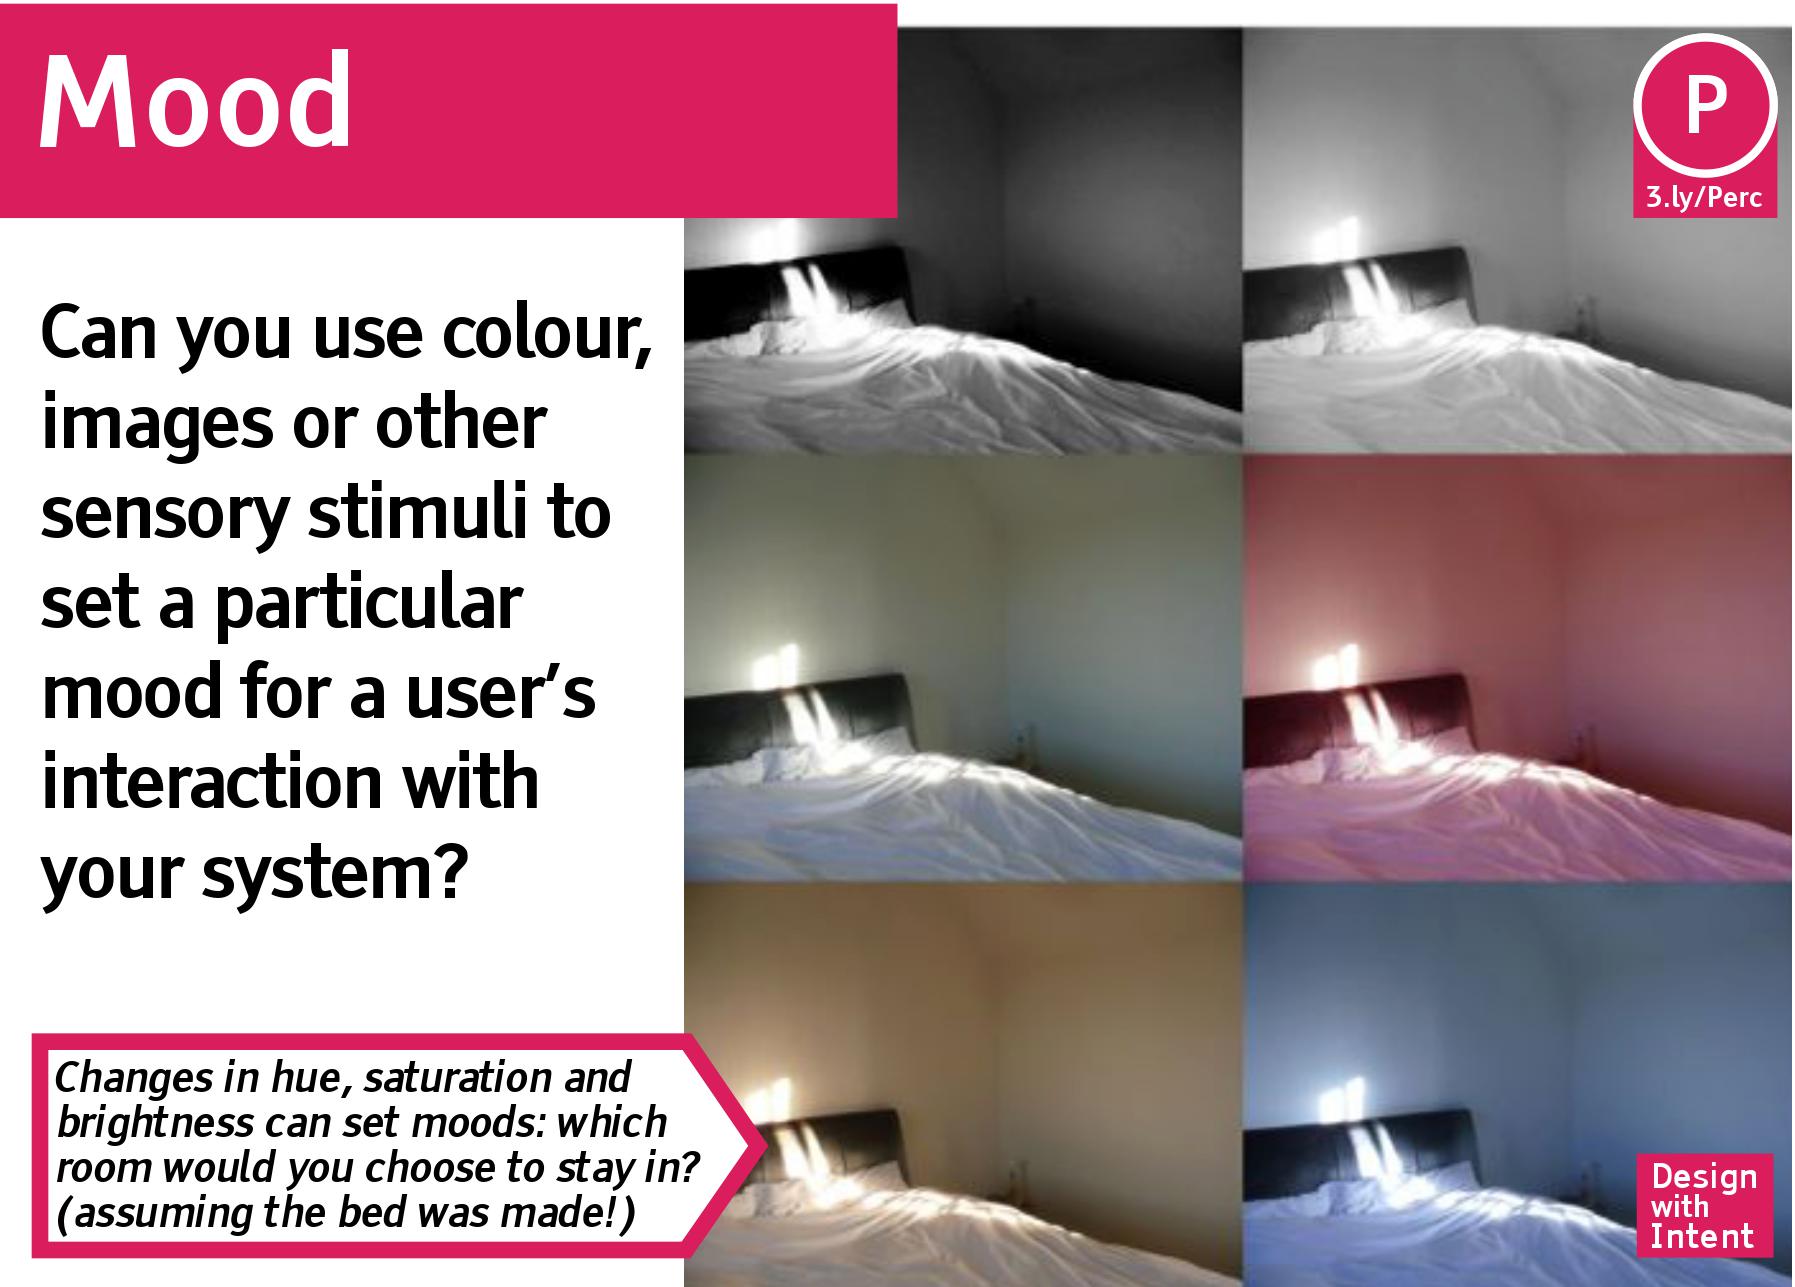 Mood
P
3.ly/Perc
Can you use colour,
images or other
sensory stimuli to
set a particular
mood for a user’s
interaction with
your system?
Changes in hue, saturation and
brightness can set moods: which
room would you choose to stay in?
(assuming the bed was made!)
Design
with
Intent